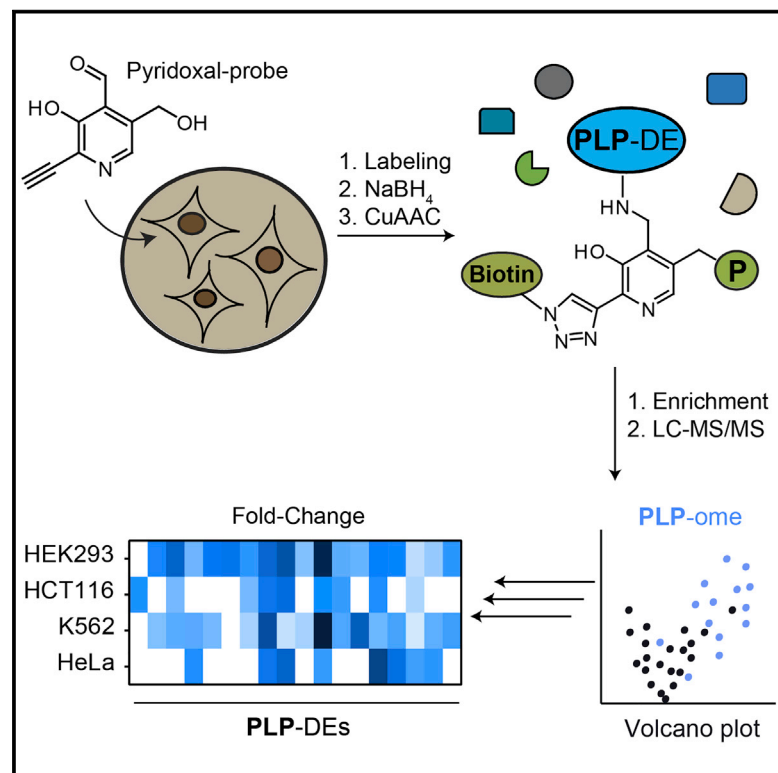 O
Pyridoxal-probe
HO
OH
N
1. Labeling
2. NaBH₄
3. CuAAC
PLP-DE
HN
HO
P
Biotin
N
N
N=N
1. Enrichment
2. LC-MS/MS
Fold-Change
PLP-ome
HEK293
HCT116
K562
HeLa
PLP-DEs
Volcano plot